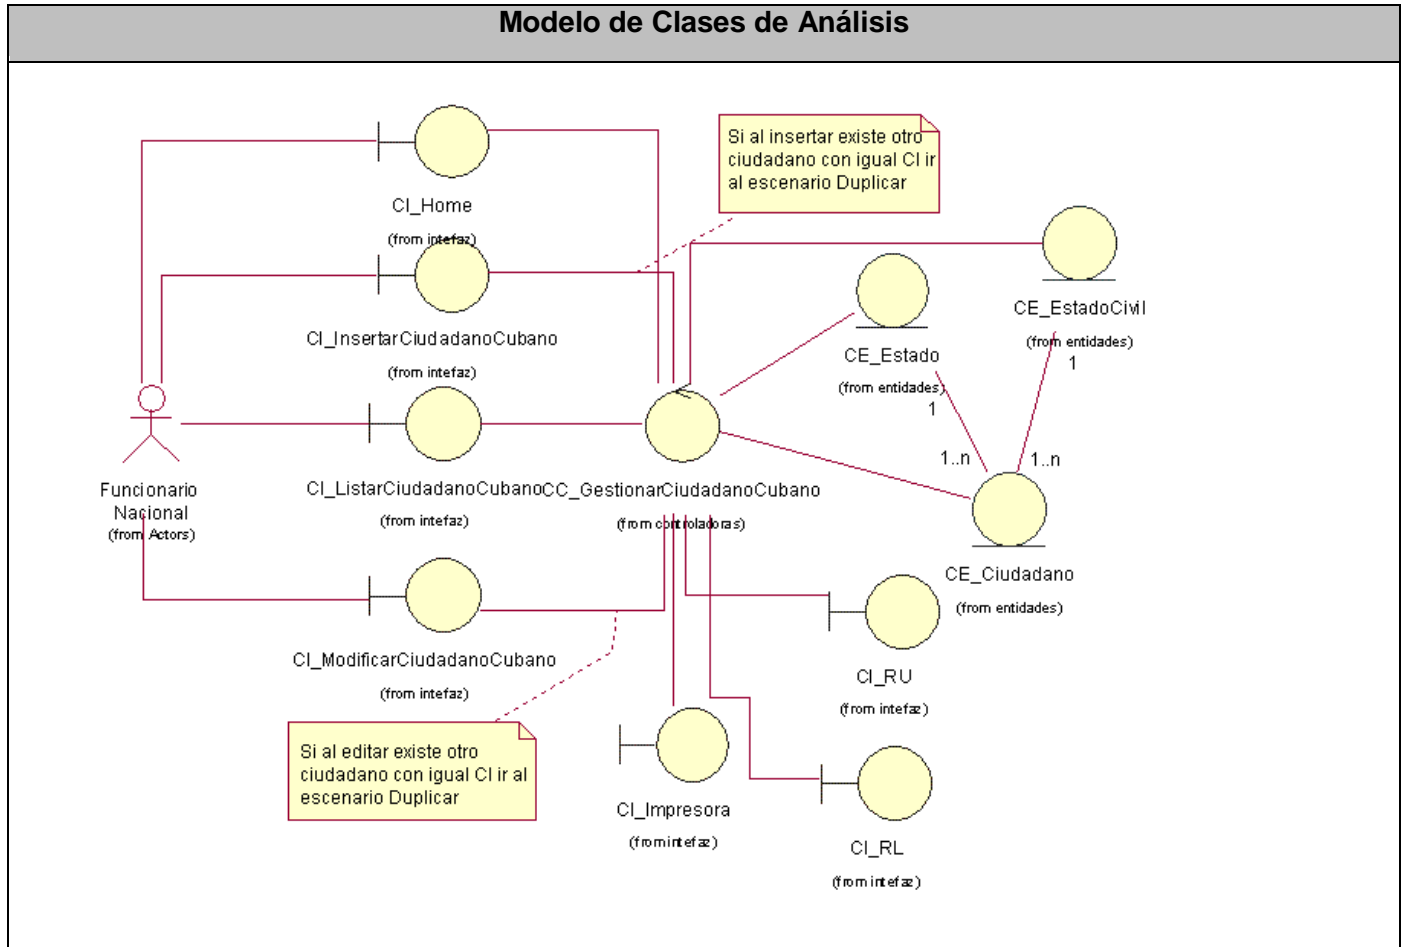 Modelo de Clases de Análisis
Si al insertar existe otro
ciudadano con igual CI ir
al escenario Duplicar
CI_Home
(from intefaz)
CI_InsertarCiudadanoCubano
(from intefaz)
CE_EstadoCivil
(from entidades)
1
CE_Estado
(from entidades)
1
1..n
1..n
Funcionario
Nacional
(from Actors)
CI_ListarCiudadanoCubano
(from intefaz)
CC_GestionarCiudadanoCubano
(from controladoras)
CE_Ciudadano
(from entidades)
CI_ModificarCiudadanoCubano
(from intefaz)
CI_RU
(from intefaz)
Si al editar existe otro
ciudadano con igual CI ir al
escenario Duplicar
CI_Impresora
(from intefaz)
CI_RL
(from intefaz)